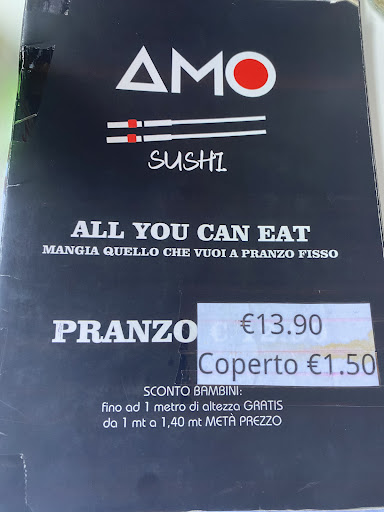 AMO
SUSHI
ALL YOU CAN EAT
MANGIA QUELLO CHE VUOI A PRANZO FISSO
PRANZO
€13.90
Coperto €1.50
SCONTO BAMBINI:
fino ad 1 metro di altezza GRATIS
da 1 mt a 1,40 mt METÀ PREZZO